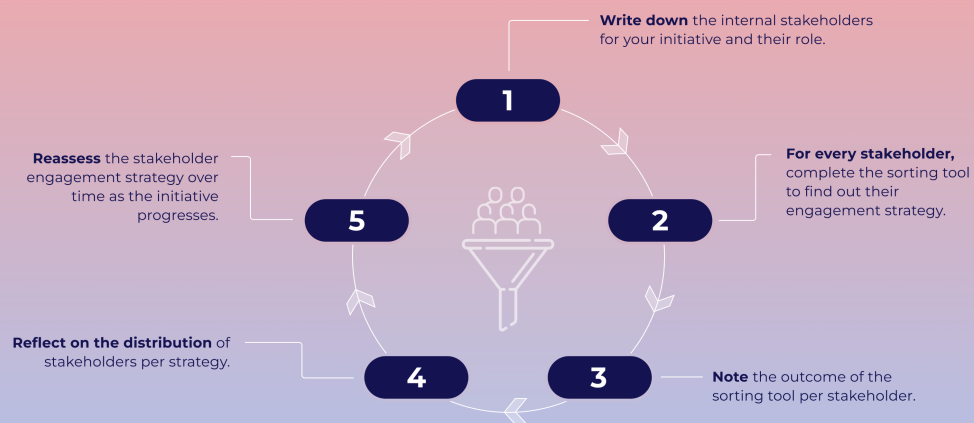 Write down the internal stakeholders
for your initiative and their role.
1
For every stakeholder,
complete the sorting tool
to find out their
engagement strategy.
2
Note the outcome of the
sorting tool per stakeholder.
3
Reflect on the distribution of
stakeholders per strategy.
4
Reassess the stakeholder
engagement strategy over
time as the initiative
progresses.
5